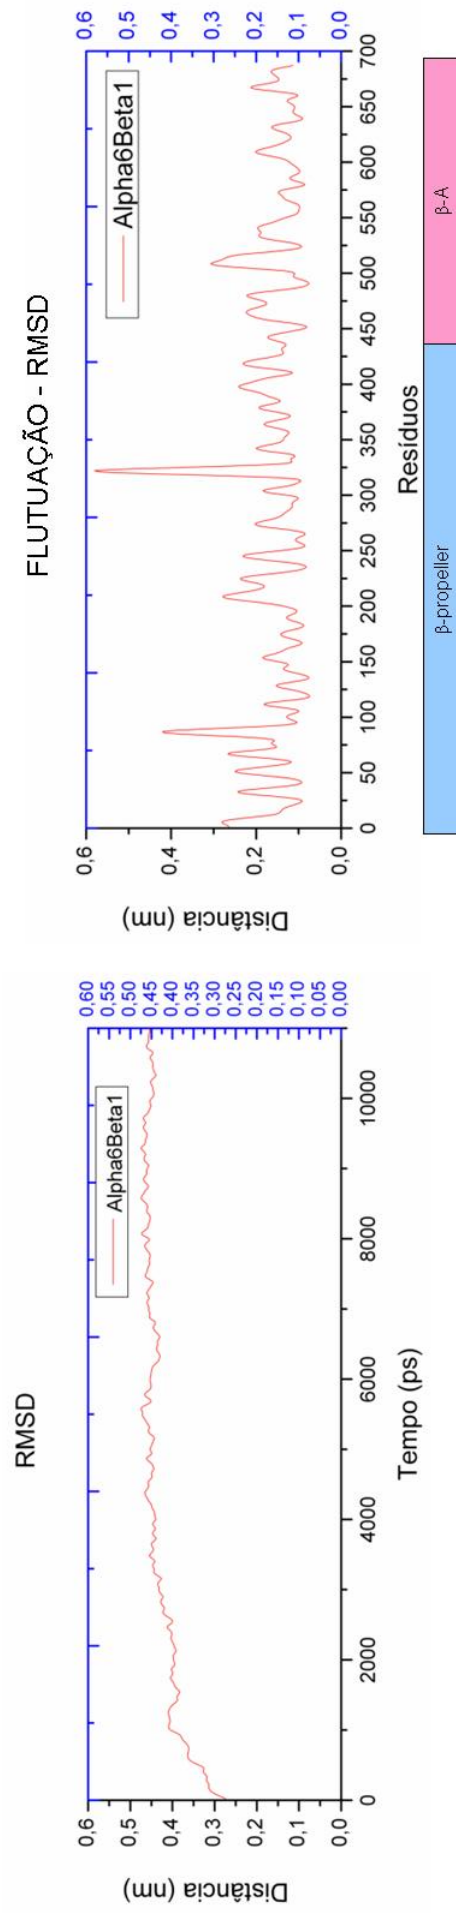 RMSD
Alpha6Beta1
0,6
0,5
0,4
0,3
0,2
0,1
0,0
Distância (nm)
0,60
0,55
0,50
0,45
0,40
0,35
0,30
0,25
0,20
0,15
0,10
0,05
0,00
0 2000 4000 6000 8000 10000
Tempo (ps)
FLUTUAÇÃO - RMSD
Alpha6Beta1
0,6
0,4
0,2
0,0
Distância (nm)
0,6
0,5
0,4
0,3
0,2
0,1
0,0
0 50 100 150 200 250 300 350 400 450 500 550 600 650 700
Resíduos
β-propeller β-A